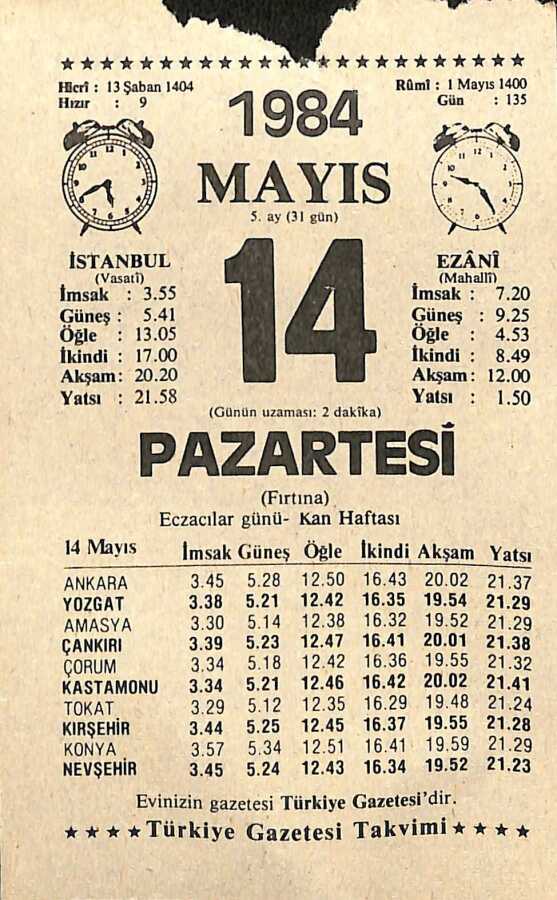 ★★★★★★★★★★★★★★★★★★★★★★★★★★
Hicrî : 13 Şaban 1404
Hızır : 9
Rûmî : 1 Mayıs 1400
Gün : 135
1984
MAYIS
5. ay (31 gün)
14
İSTANBUL
(Vasatî)
İmsak : 3.55
Güneş : 5.41
Öğle : 13.05
İkindi : 17.00
Akşam : 20.20
Yatsı : 21.58
EZÂNÎ
(Mahallî)
İmsak : 7.20
Güneş : 9.25
Öğle : 4.53
İkindi : 8.49
Akşam : 12.00
Yatsı : 1.50
(Günün uzaması: 2 dakîka)
PAZARTESİ
(Fırtına)
Eczacılar günü- Kan Haftası
14 Mayıs İmsak Güneş Öğle İkindi Akşam Yatsı
ANKARA 3.45 5.28 12.50 16.43 20.02 21.37
YOZGAT 3.38 5.21 12.42 16.35 19.54 21.29
AMASYA 3.30 5.14 12.38 16.32 19.52 21.29
ÇANKIRI 3.39 5.23 12.47 16.41 20.01 21.38
ÇORUM 3.34 5.18 12.42 16.36 19.55 21.32
KASTAMONU 3.34 5.21 12.46 16.42 20.02 21.41
TOKAT 3.29 5.12 12.35 16.29 19.48 21.24
KIRŞEHİR 3.44 5.25 12.45 16.37 19.55 21.28
KONYA 3.57 5.34 12.51 16.41 19.59 21.29
NEVŞEHİR 3.45 5.24 12.43 16.34 19.52 21.23
Evinizin gazetesi Türkiye Gazetesi'dir.
★★★★Türkiye Gazetesi Takvimi★★★★